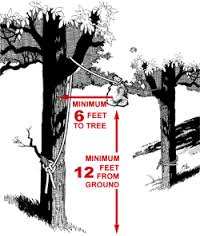 MINIMUM
6
FEET
TO TREE
MINIMUM
12
FEET
FROM
GROUND